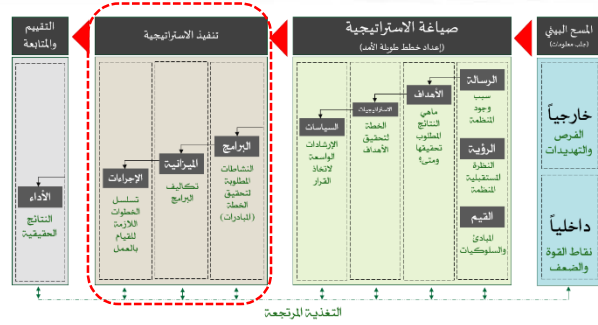 المسح البيئي
(جلب معلومات)
خارجياً
الفرص
والتهديدات
داخلياً
نقاط القوة
والضعف
صياغة الاستراتيجية
(إعداد خطط طويلة الأمد)
الرسالة
سبب
وجود
المنظمة
الرؤية
النظرة
المستقبلية
المنظمة
القيم
المبادئ
والسلوكيات
الأهداف
ماهي
النتائج
المطلوب
تحقيقها
ومتى؟
الاستراتيجيات
الخطة
لتحقيق
الأهداف
السياسات
الإرشادات
الواسعة
لاتخاذ
القرار
تنفيذ الاستراتيجية
البرامج
النشاطات
المطلوبة
لتحقيق
الخطة
(المبادرات)
الميزانية
تكاليف
البرامج
الإجراءات
تسلسل
الخطوات
اللازمة
للقيام
بالعمل
التقييم
والمتابعة
الأداء
النتائج
الحقيقية
التغذية المرتجعة